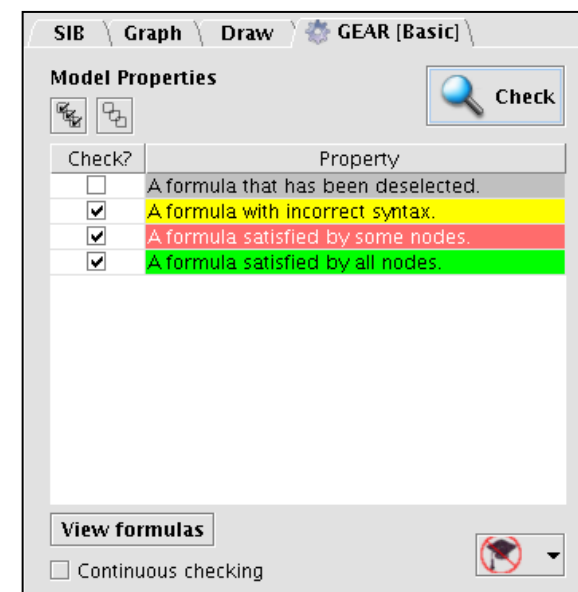 SIB Graph Draw GEAR [Basic]
Model Properties
Check
Check? Property
A formula that has been deselected.
A formula with incorrect syntax.
A formula satisfied by some nodes.
A formula satisfied by all nodes.
View formulas
Continuous checking